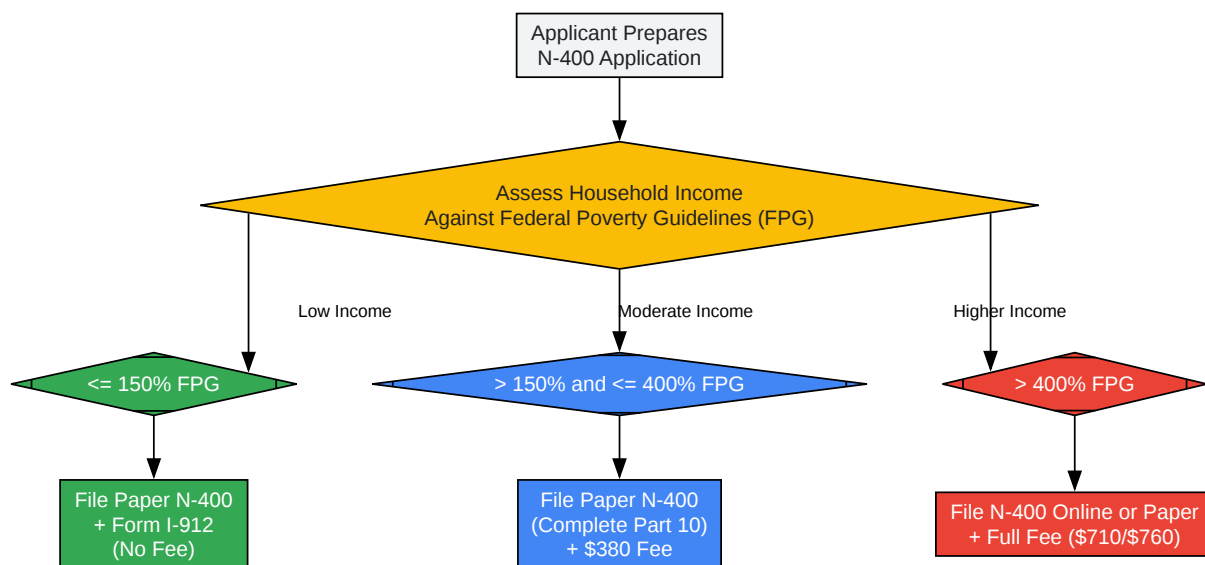 Applicant Prepares
N-400 Application
Assess Household Income
Against Federal Poverty Guidelines (FPG)
Low Income
Moderate Income
Higher Income
<= 150% FPG
> 150% and <= 400% FPG
> 400% FPG
File Paper N-400
+ Form I-912
(No Fee)
File Paper N-400
(Complete Part 10)
+ $380 Fee
File N-400 Online or Paper
+ Full Fee ($710/$760)